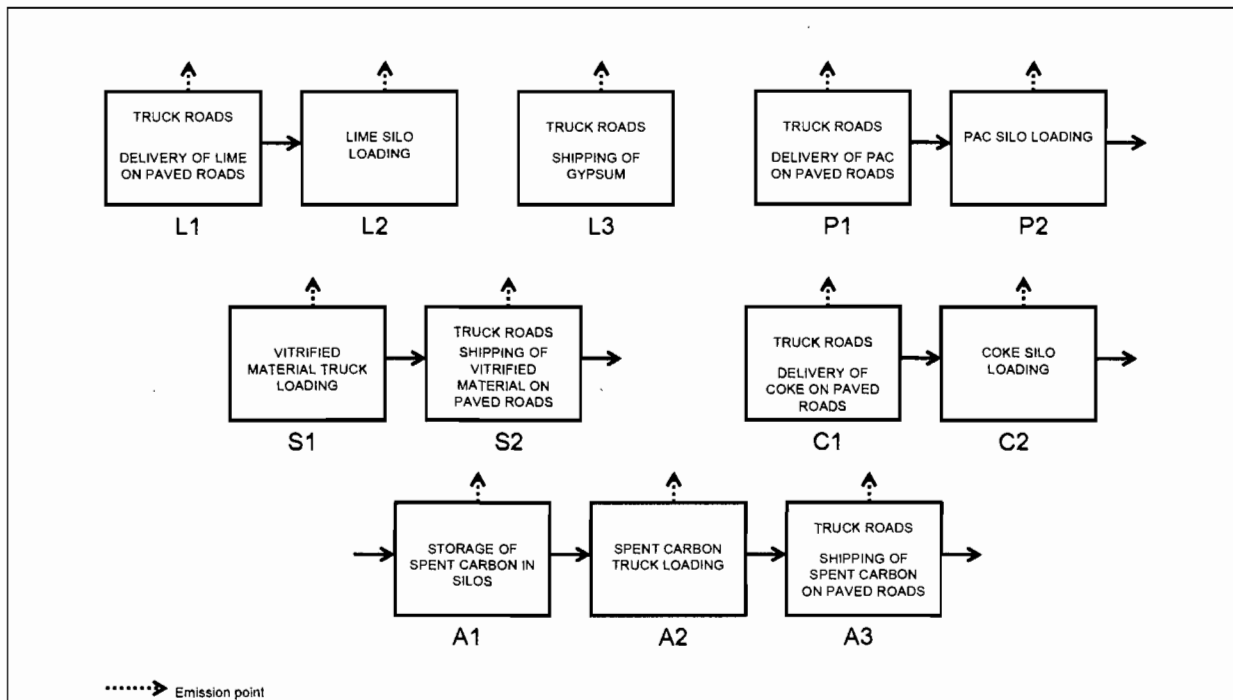 TRUCK ROADS
DELIVERY OF LIME
ON PAVED ROADS
L1
LIME SILO
LOADING
L2
TRUCK ROADS
SHIPPING OF
GYPSUM
L3
TRUCK ROADS
DELIVERY OF PAC
ON PAVED ROADS
P1
PAC SILO LOADING
P2
VITRIFIED
MATERIAL TRUCK
LOADING
S1
TRUCK ROADS
SHIPPING OF
VITRIFIED
MATERIAL ON
PAVED ROADS
S2
TRUCK ROADS
DELIVERY OF
COKE ON PAVED
ROADS
C1
COKE SILO
LOADING
C2
STORAGE OF
SPENT CARBON IN
SILOS
A1
SPENT CARBON
TRUCK LOADING
A2
TRUCK ROADS
SHIPPING OF
SPENT CARBON
ON PAVED ROADS
A3
Emission point